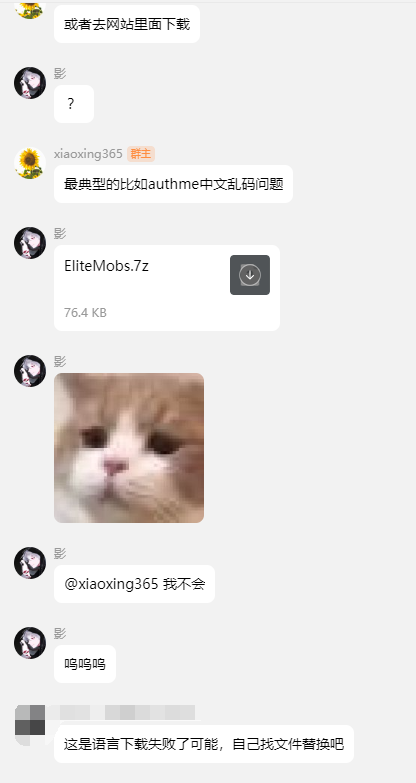 或者去网站里面下载
影
？
xiaoxing365 群主
最典型的比如authme中文乱码问题
影
EliteMobs.7z
76.4 KB
影
影
@xiaoxing365 我不会
影
呜呜呜
这是语言下载失败了可能，自己找文件替换吧